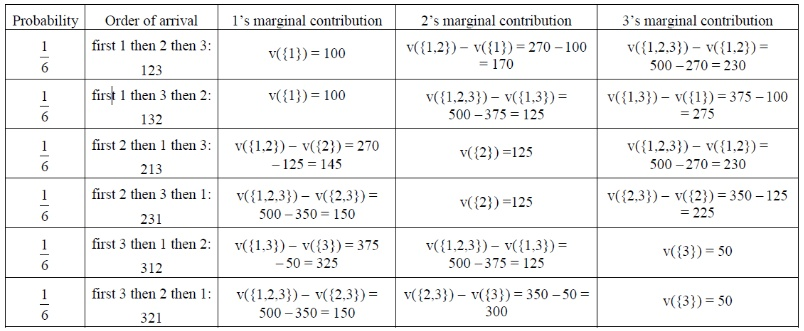 Probability Order of arrival 1's marginal contribution 2's marginal contribution 3's marginal contribution
1/6 first 1 then 2 then 3: 123 v({1}) = 100 v({1,2}) – v({1}) = 270 – 100 = 170 v({1,2,3}) – v({1,2}) = 500 – 270 = 230
1/6 first 1 then 3 then 2: 132 v({1}) = 100 v({1,2,3}) – v({1,3}) = 500 – 375 = 125 v({1,3}) – v({1}) = 375 – 100 = 275
1/6 first 2 then 1 then 3: 213 v({1,2}) – v({2}) = 270 – 125 = 145 v({2}) =125 v({1,2,3}) – v({1,2}) = 500 – 270 = 230
1/6 first 2 then 3 then 1: 231 v({1,2,3}) – v({2,3}) = 500 – 350 = 150 v({2}) =125 v({2,3}) – v({2}) = 350 – 125 = 225
1/6 first 3 then 1 then 2: 312 v({1,3}) – v({3}) = 375 – 50 = 325 v({1,2,3}) – v({1,3}) = 500 – 375 = 125 v({3}) = 50
1/6 first 3 then 2 then 1: 321 v({1,2,3}) – v({2,3}) = 500 – 350 = 150 v({2,3}) – v({3}) = 350 – 50 = 300 v({3}) = 50